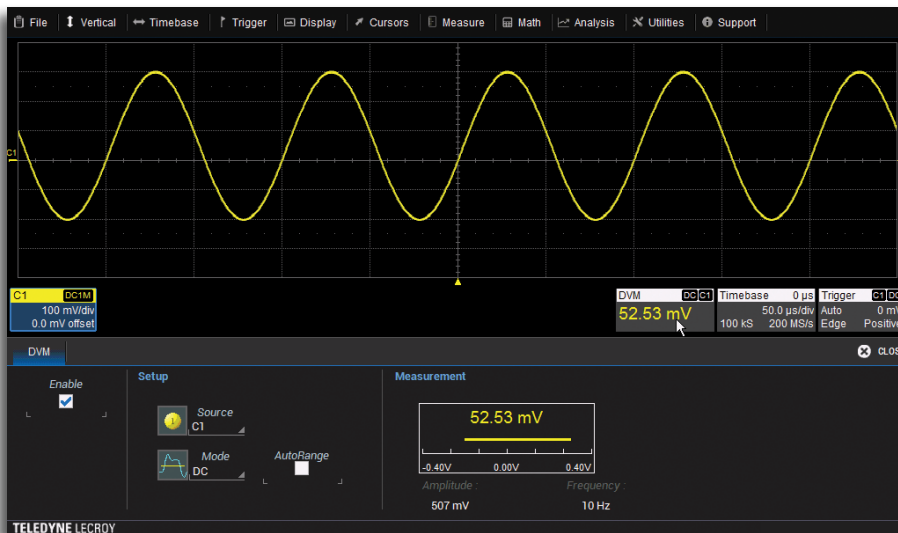 File Vertical Timebase Trigger Display Cursors Measure Math Analysis Utilities Support
C1
C1 DC1M
100 mV/div
0.0 mV offset
DVM DC C1
52.53 mV
Timebase 0 µs
50.0 µs/div
100 kS 200 MS/s
Trigger C1 DC
Auto 0 mV
Edge Positive
DVM
CLOS
Enable
Setup
Source
C1
Mode
DC
AutoRange
Measurement
52.53 mV
-0.40V 0.00V 0.40V
Amplitude : Frequency :
507 mV 10 Hz
TELEDYNE LECROY